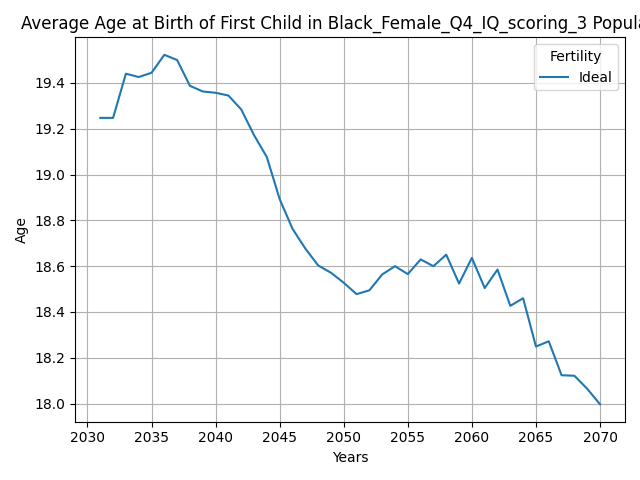 Average Age at Birth of First Child in Black_Female_Q4_IQ_scoring_3 Popula
Fertility
Ideal
Age
19.4
19.2
19.0
18.8
18.6
18.4
18.2
18.0
2030 2035 2040 2045 2050 2055 2060 2065 2070
Years